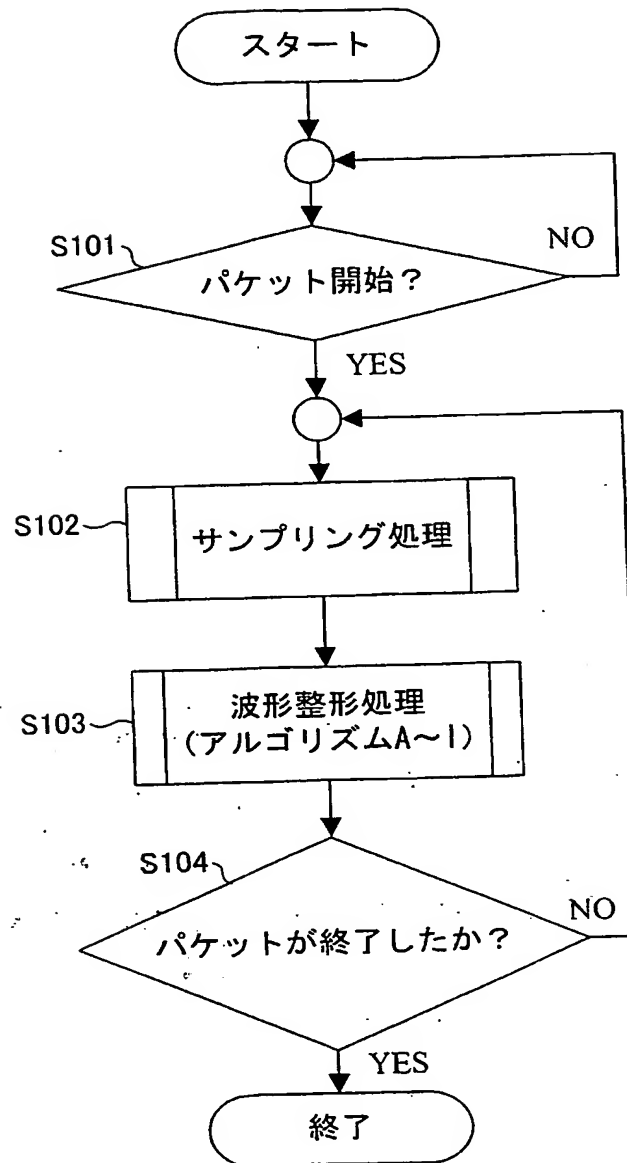 スタート
S101
パケット開始？
NO
YES
S102
サンプリング処理
S103
波形整形処理
(アルゴリズムA～I)
S104
パケットが終了したか？
NO
YES
終了